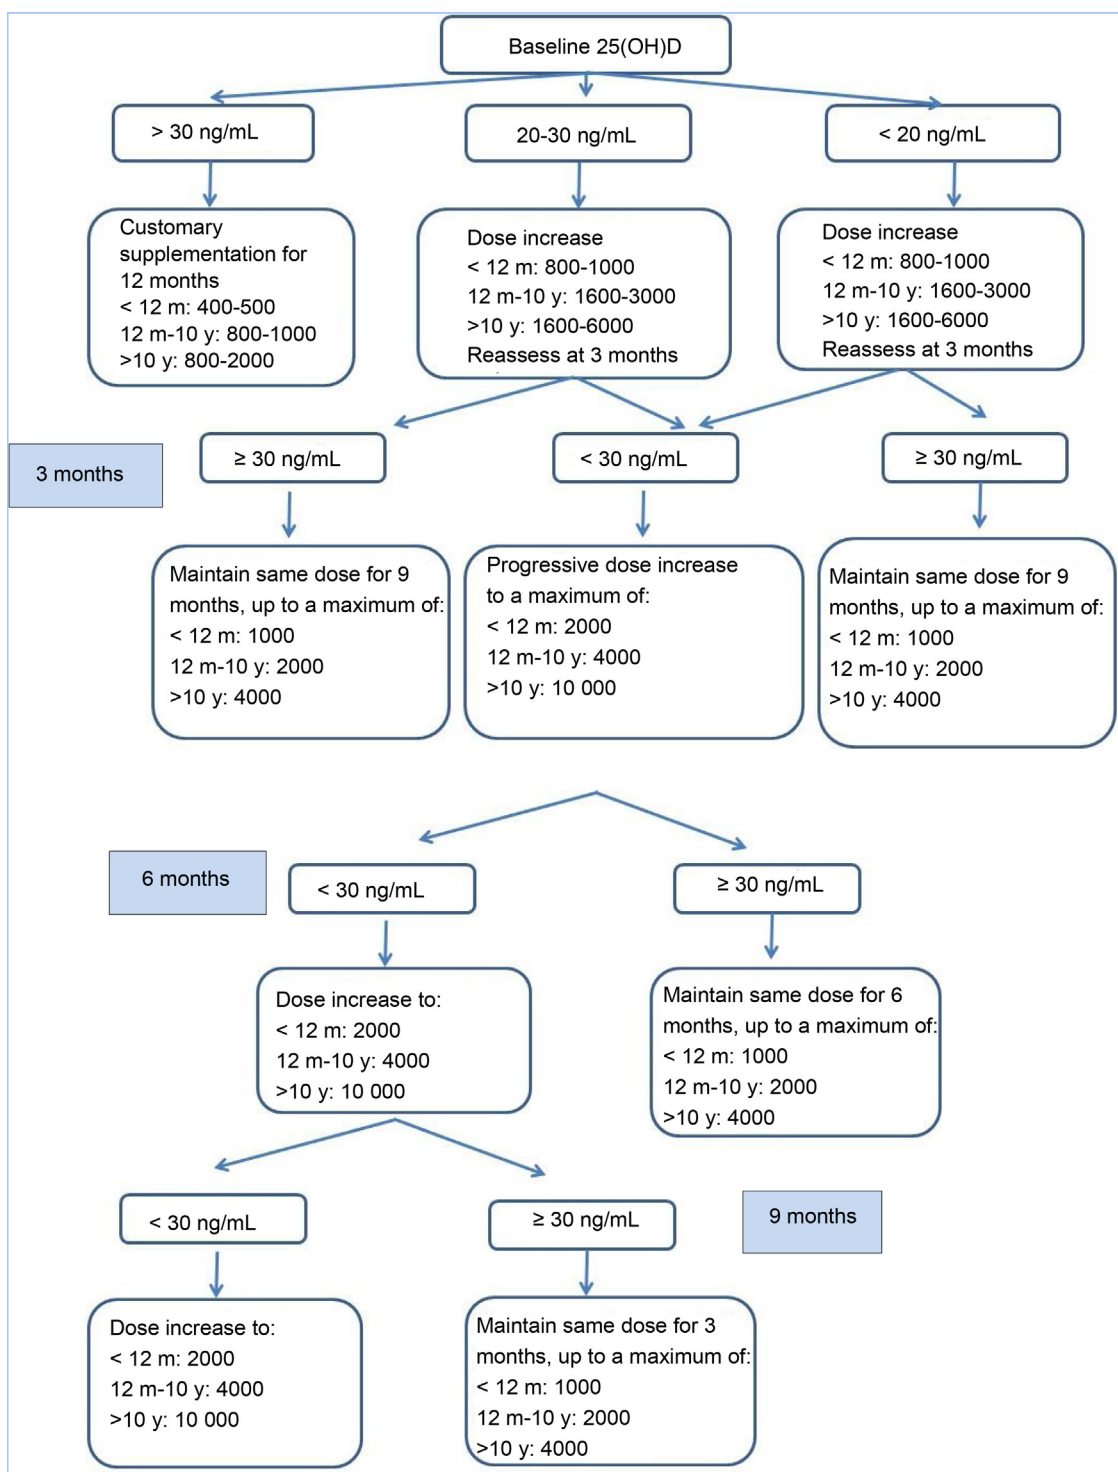 Baseline 25(OH)D
> 30 ng/mL
20-30 ng/mL
< 20 ng/mL
Customary
supplementation for
12 months
< 12 m: 400-500
12 m-10 y: 800-1000
>10 y: 800-2000
Dose increase
< 12 m: 800-1000
12 m-10 y: 1600-3000
>10 y: 1600-6000
Reassess at 3 months
Dose increase
< 12 m: 800-1000
12 m-10 y: 1600-3000
>10 y: 1600-6000
Reassess at 3 months
3 months
≥ 30 ng/mL
< 30 ng/mL
≥ 30 ng/mL
Maintain same dose for 9
months, up to a maximum of:
< 12 m: 1000
12 m-10 y: 2000
>10 y: 4000
Progressive dose increase
to a maximum of:
< 12 m: 2000
12 m-10 y: 4000
>10 y: 10 000
Maintain same dose for 9
months, up to a maximum of:
< 12 m: 1000
12 m-10 y: 2000
>10 y: 4000
6 months
< 30 ng/mL
≥ 30 ng/mL
Dose increase to:
< 12 m: 2000
12 m-10 y: 4000
>10 y: 10 000
Maintain same dose for 6
months, up to a maximum of:
< 12 m: 1000
12 m-10 y: 2000
>10 y: 4000
< 30 ng/mL
≥ 30 ng/mL
9 months
Dose increase to:
< 12 m: 2000
12 m-10 y: 4000
>10 y: 10 000
Maintain same dose for 3
months, up to a maximum of:
< 12 m: 1000
12 m-10 y: 2000
>10 y: 4000